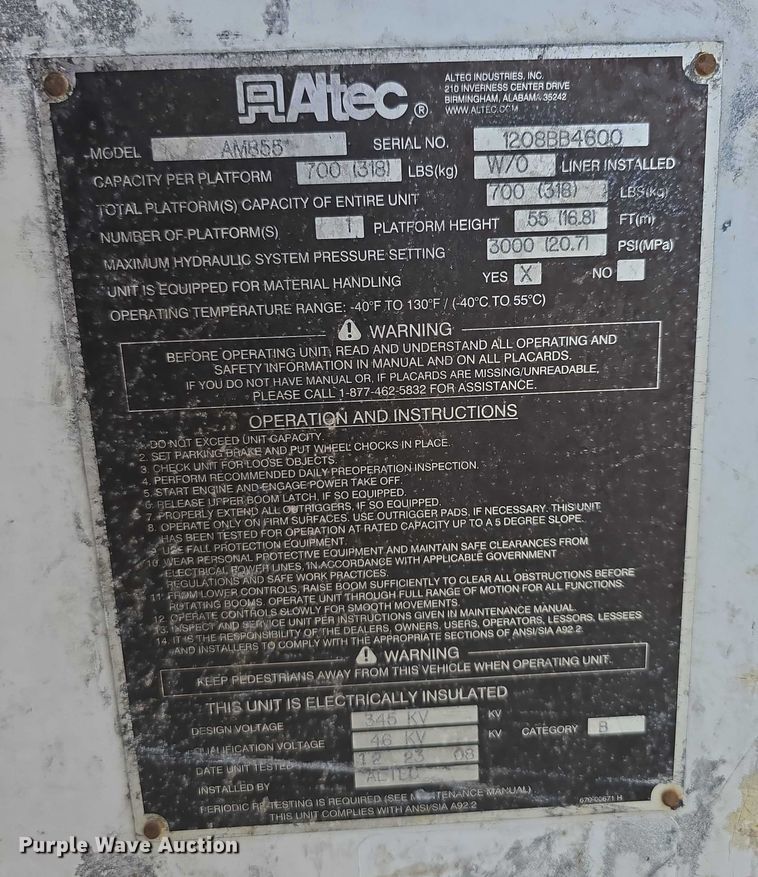 Altec®
ALTEC INDUSTRIES, INC.
210 INVERNESS CENTER DRIVE
BIRMINGHAM, ALABAMA 35242
WWW.ALTEC.COM
MODEL AM855 SERIAL NO. 1208BB4600
CAPACITY PER PLATFORM 700 (318) LBS(kg) W/O LINER INSTALLED
TOTAL PLATFORM(S) CAPACITY OF ENTIRE UNIT 700 (318) LBS(kg)
NUMBER OF PLATFORM(S) 1 PLATFORM HEIGHT 55 (16.8) FT(m)
MAXIMUM HYDRAULIC SYSTEM PRESSURE SETTING 3000 (20.7) PSI(MPa)
UNIT IS EQUIPPED FOR MATERIAL HANDLING YES X NO
OPERATING TEMPERATURE RANGE: -40°F TO 130°F / (-40°C TO 55°C)
WARNING
BEFORE OPERATING UNIT, READ AND UNDERSTAND ALL OPERATING AND
SAFETY INFORMATION IN MANUAL AND ON ALL PLACARDS.
IF YOU DO NOT HAVE MANUAL OR, IF PLACARDS ARE MISSING/UNREADABLE,
PLEASE CALL 1-877-462-5832 FOR ASSISTANCE.
OPERATION AND INSTRUCTIONS
1. DO NOT EXCEED UNIT CAPACITY.
2. SET PARKING BRAKE AND PUT WHEEL CHOCKS IN PLACE.
3. CHECK UNIT FOR LOOSE OBJECTS.
4. PERFORM RECOMMENDED DAILY PREOPERATION INSPECTION.
5. START ENGINE AND ENGAGE POWER TAKE OFF.
6. RELEASE UPPER BOOM LATCH, IF SO EQUIPPED.
7. PROPERLY EXTEND ALL OUTRIGGERS, IF SO EQUIPPED.
8. OPERATE ONLY ON FIRM SURFACES. USE OUTRIGGER PADS, IF NECESSARY. THIS UNIT
HAS BEEN TESTED FOR OPERATION AT RATED CAPACITY UP TO A 5 DEGREE SLOPE.
9. USE FALL PROTECTION EQUIPMENT.
10. WEAR PERSONAL PROTECTIVE EQUIPMENT AND MAINTAIN SAFE CLEARANCES FROM
ELECTRICAL POWER LINES, IN ACCORDANCE WITH APPLICABLE GOVERNMENT
REGULATIONS AND SAFE WORK PRACTICES.
11. FROM LOWER CONTROLS, RAISE BOOM SUFFICIENTLY TO CLEAR ALL OBSTRUCTIONS BEFORE
ROTATING BOOMS. OPERATE UNIT THROUGH FULL RANGE OF MOTION FOR ALL FUNCTIONS.
12. OPERATE CONTROLS SLOWLY FOR SMOOTH MOVEMENTS.
13. INSPECT AND SERVICE UNIT PER INSTRUCTIONS GIVEN IN MAINTENANCE MANUAL.
14. IT IS THE RESPONSIBILITY OF THE DEALERS, OWNERS, USERS, OPERATORS, LESSORS, LESSEES
AND INSTALLERS TO COMPLY WITH THE APPROPRIATE SECTIONS OF ANSI/SIA A92.2
WARNING
KEEP PEDESTRIANS AWAY FROM THIS VEHICLE WHEN OPERATING UNIT.
THIS UNIT IS ELECTRICALLY INSULATED
DESIGN VOLTAGE 345 KV KV
QUALIFICATION VOLTAGE 46 KV KV CATEGORY B
DATE UNIT TESTED 12 23 08
INSTALLED BY ALTEC
PERIODIC RE-TESTING IS REQUIRED (SEE MAINTENANCE MANUAL)
THIS UNIT COMPLIES WITH ANSI/SIA A92.2
670-00671 H
Purple Wave Auction